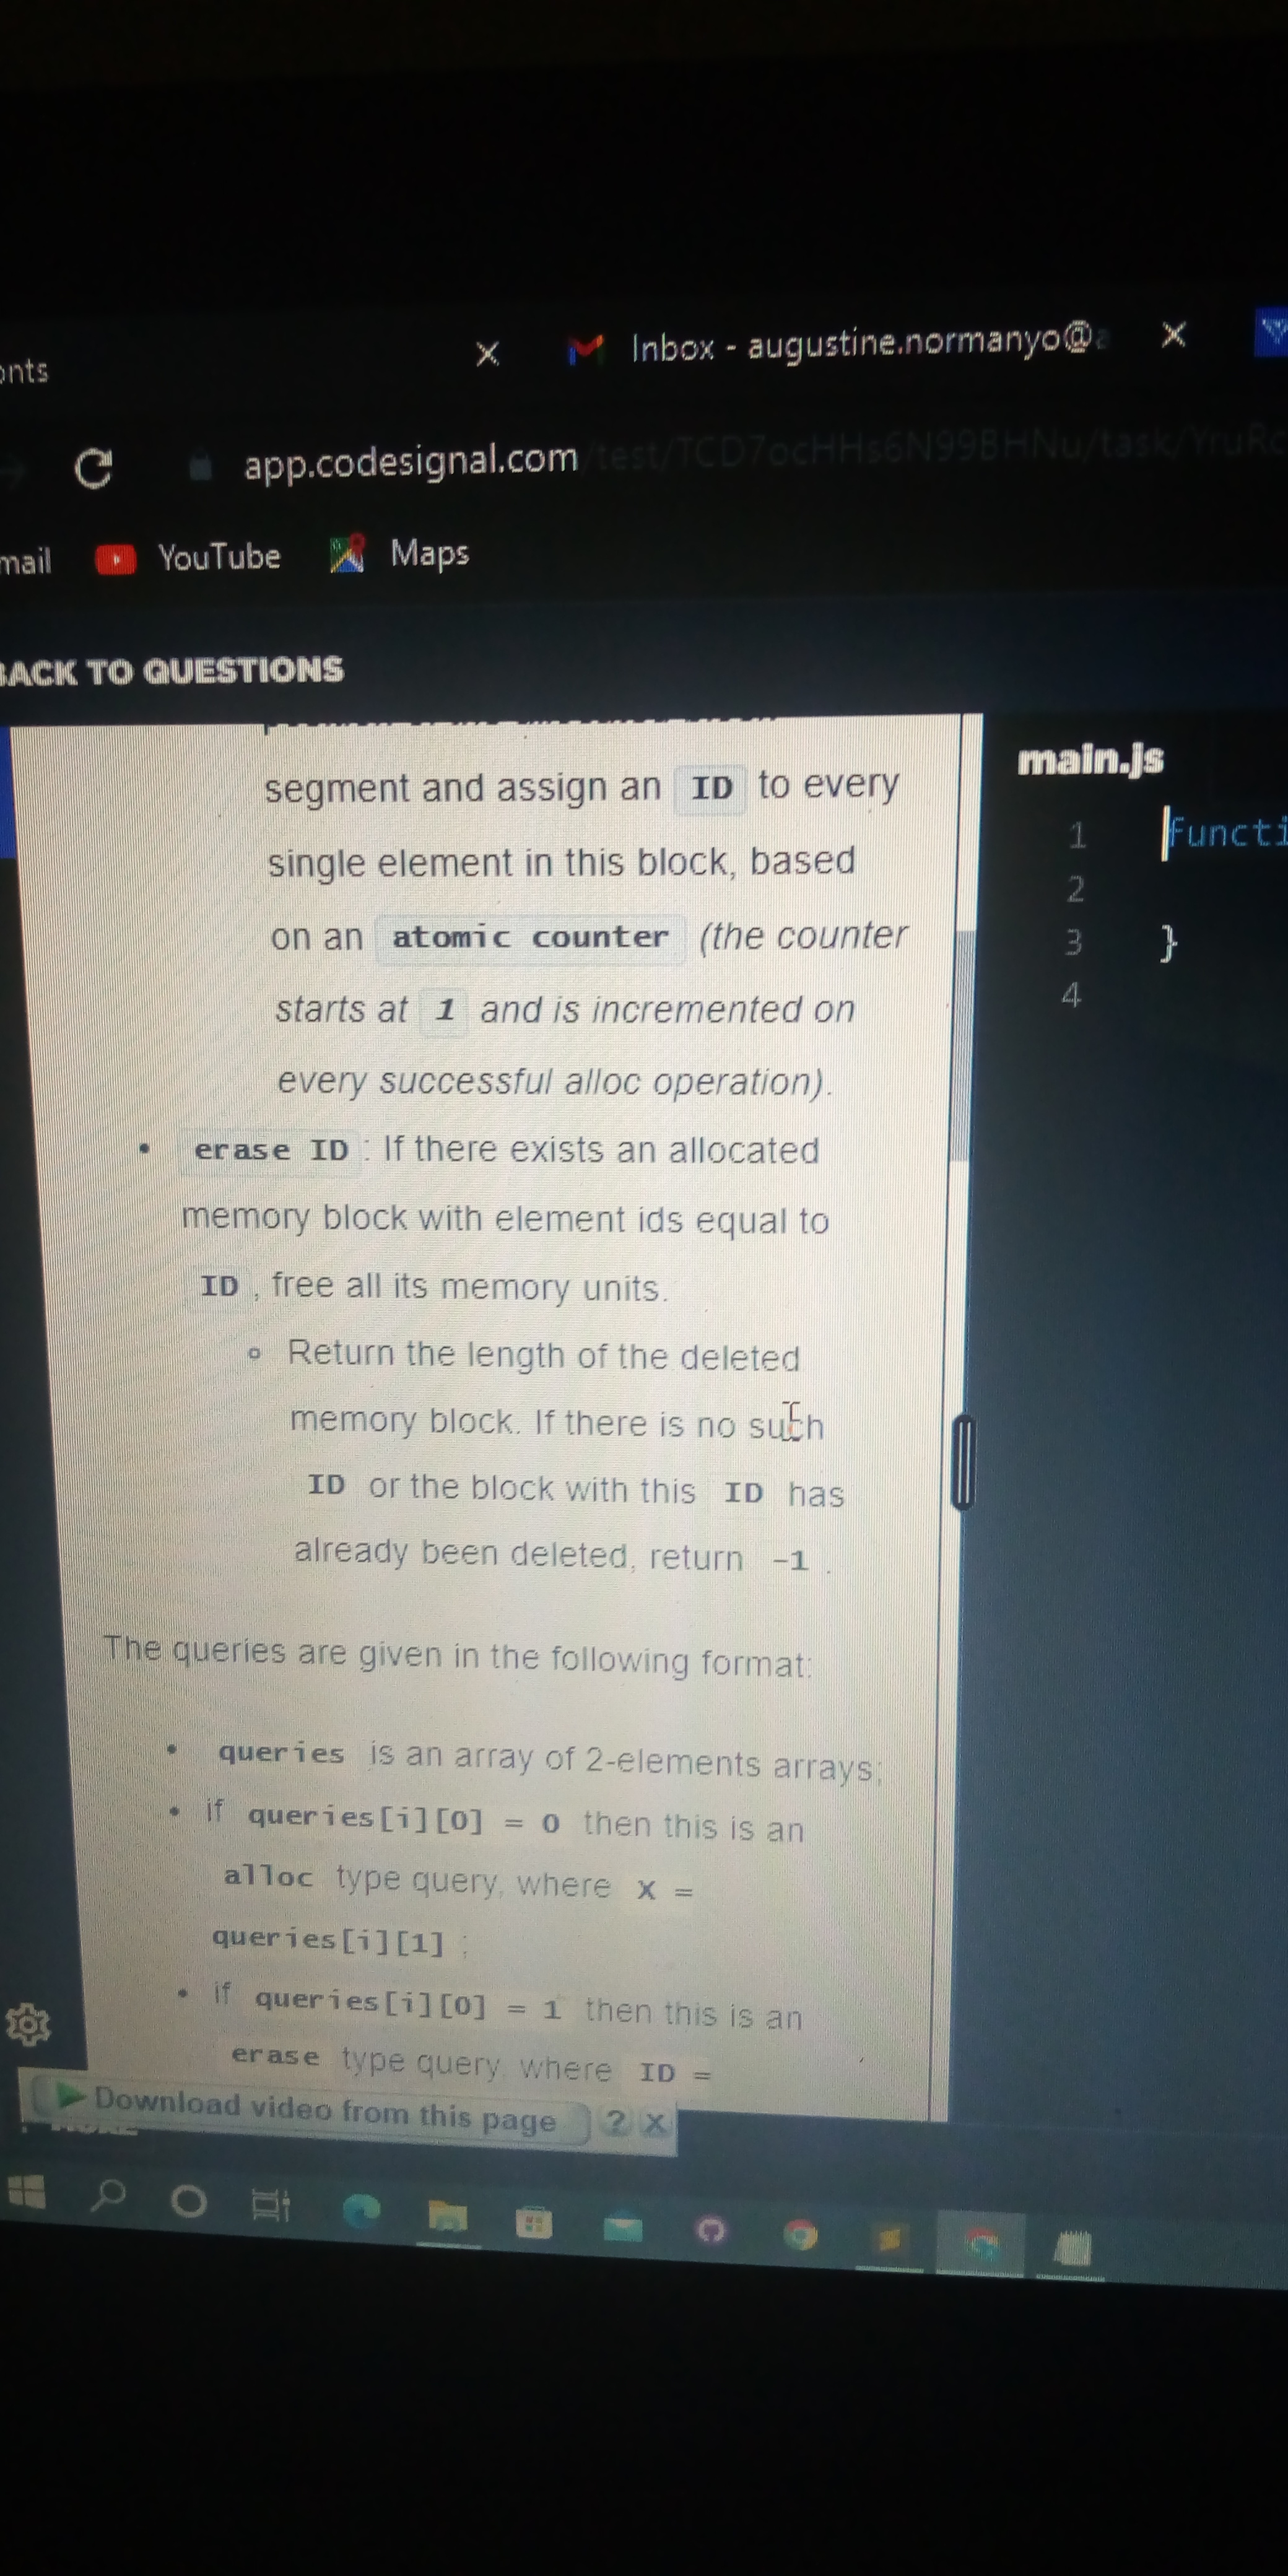 onts
Inbox - augustine.normanyo@
app.codesignal.com/test/TCD7ocHHs6N99BHNu/task/YruRc
mail YouTube Maps
BACK TO QUESTIONS
segment and assign an ID to every
single element in this block, based
on an atomic counter (the counter
starts at 1 and is incremented on
every successful alloc operation).
• erase ID : If there exists an allocated
memory block with element ids equal to
ID , free all its memory units.
Return the length of the deleted
memory block. If there is no such
ID or the block with this ID has
already been deleted, return -1 .
The queries are given in the following format:
• queries is an array of 2-elements arrays;
• if queries[i][0] = 0 then this is an
alloc type query, where x =
queries[i][1] ;
• if queries[i][0] = 1 then this is an
erase type query, where ID =
Download video from this page ? X
main.js
1 functi
2
3 }
4